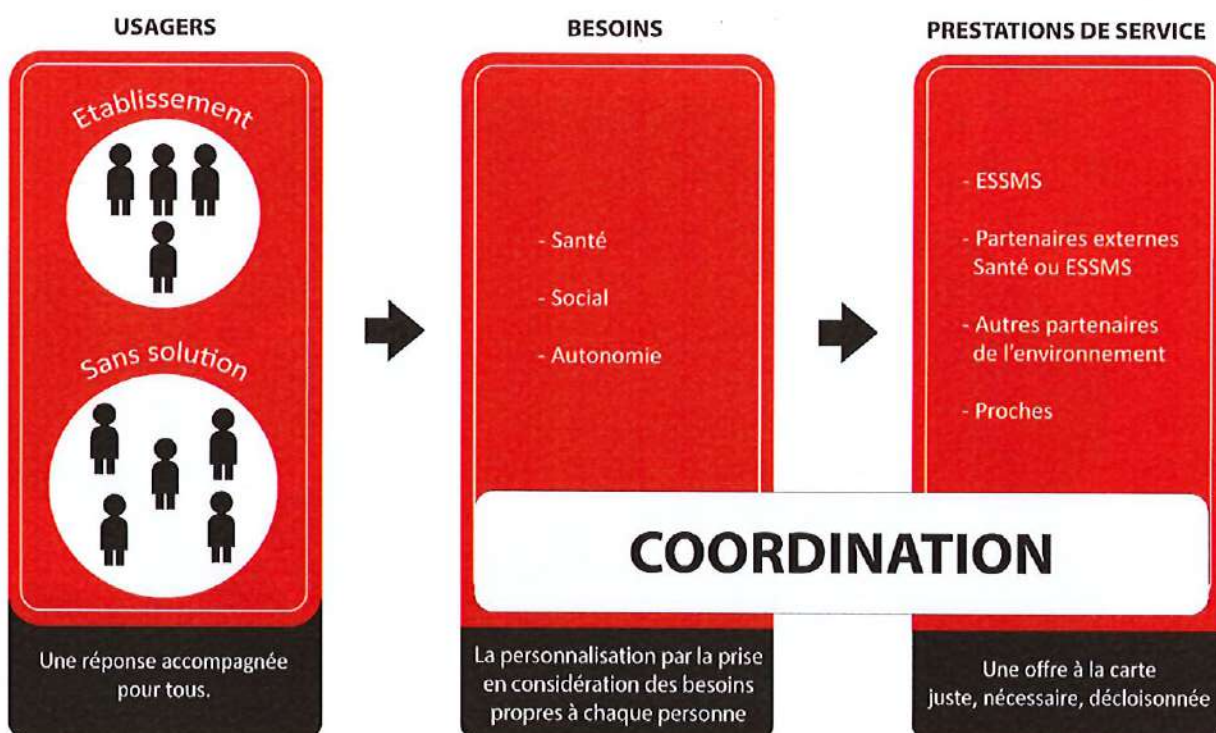 USAGERS
Etablissement
Sans solution
Une réponse accompagnée
pour tous.
BESOINS
- Santé
- Social
- Autonomie
La personnalisation par la prise
en considération des besoins
propres à chaque personne
PRESTATIONS DE SERVICE
- ESSMS
- Partenaires externes
Santé ou ESSMS
- Autres partenaires
de l'environnement
- Proches
COORDINATION
Une offre à la carte
juste, nécessaire, décloisonnée